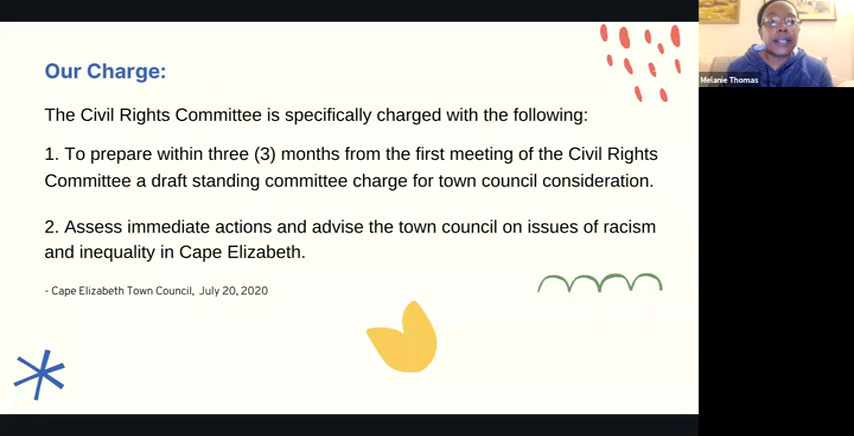 Our Charge:
The Civil Rights Committee is specifically charged with the following:
1. To prepare within three (3) months from the first meeting of the Civil Rights
Committee a draft standing committee charge for town council consideration.
2. Assess immediate actions and advise the town council on issues of racism
and inequality in Cape Elizabeth.
- Cape Elizabeth Town Council, July 20, 2020
Melanie Thomas